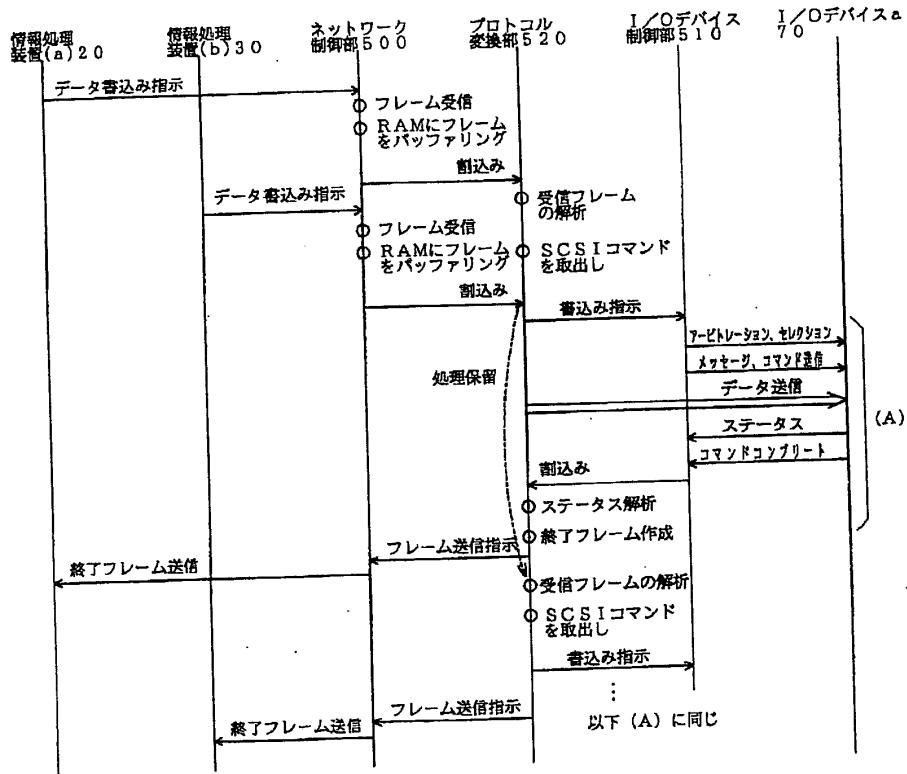 情報処理
装置(a)20
情報処理
装置(b)30
ネットワーク
制御部500
プロトコル
変換部520
I/Oデバイス
制御部510
I/Oデバイスa
70
データ書込み指示
フレーム受信
RAMにフレーム
をバッファリング
割込み
データ書込み指示
受信フレーム
の解析
フレーム受信
RAMにフレーム
をバッファリング
SCSIコマンド
を取出し
割込み
書込み指示
アービトレーション、セレクション
メッセージ、コマンド送信
処理保留
データ送信
(A)
ステータス
コマンドコンプリート
割込み
ステータス解析
終了フレーム作成
フレーム送信指示
終了フレーム送信
受信フレームの解析
SCSIコマンド
を取出し
書込み指示
フレーム送信指示
以下(A)に同じ
終了フレーム送信